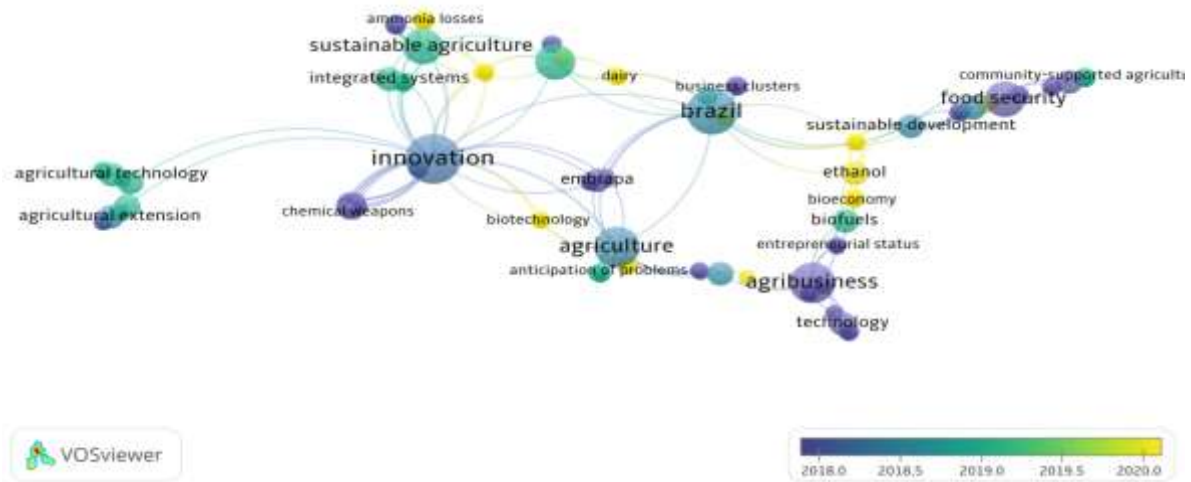 ammonia losses
sustainable agriculture
integrated systems
dairy
business clusters
brazil
community-supported agricultu
food security
sustainable development
innovation
agricultural technology
embrapa
ethanol
agricultural extension
chemical weapons
biotechnology
bioeconomy
biofuels
agriculture
entrepreneurial status
anticipation of problems
agribusiness
technology
VOSviewer
2018.0 2018.5 2019.0 2019.5 2020.0